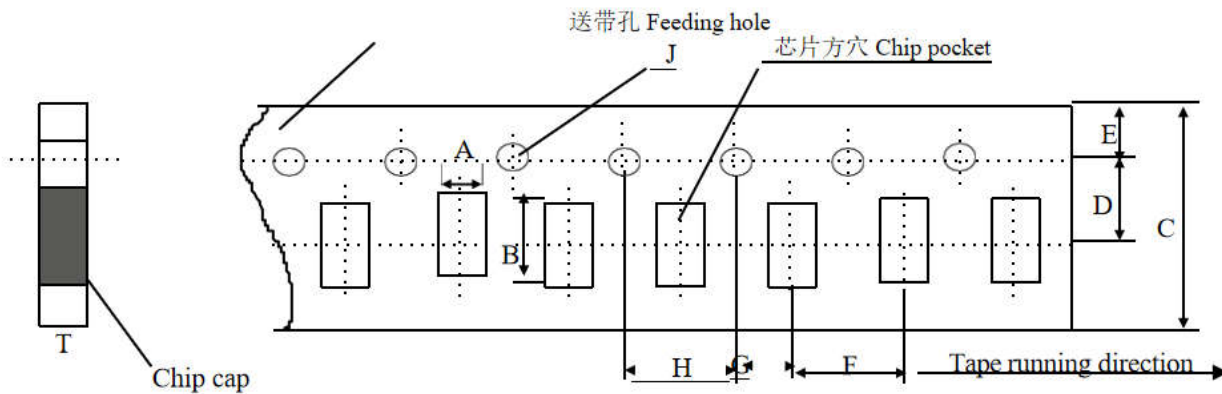 送带孔 Feeding hole
J
芯片方穴 Chip pocket
A
E
D
C
B
T
Chip cap
H
G
F
Tape running direction